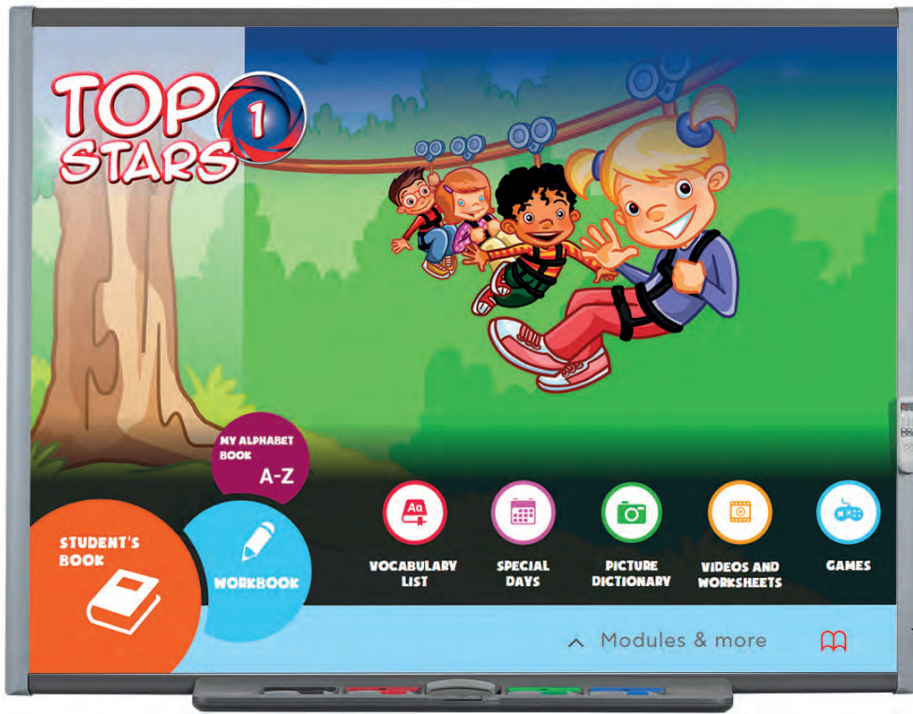 TOP 1
STARS
MY ALPHABET
BOOK
A-Z
STUDENT'S
BOOK
WORKBOOK
Aa
VOCABULARY
LIST
SPECIAL
DAYS
PICTURE
DICTIONARY
VIDEOS AND
WORKSHEETS
GAMES
Modules & more